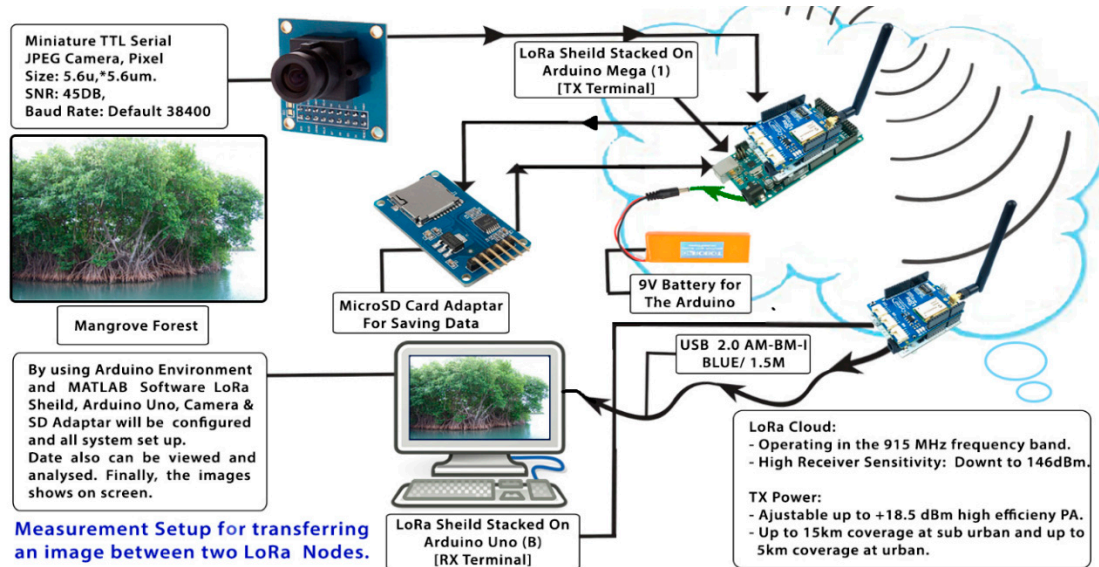 Miniature TTL Serial
JPEG Camera, Pixel
Size: 5.6u,*5.6um.
SNR: 45DB,
Baud Rate: Default 38400
LoRa Sheild Stacked On
Arduino Mega (1)
[TX Terminal]
Mangrove Forest
MicroSD Card Adaptar
For Saving Data
9V Battery for
The Arduino
USB 2.0 AM-BM-I
BLUE/ 1.5M
By using Arduino Environment
and MATLAB Software LoRa
Sheild, Arduino Uno, Camera &
SD Adaptar will be configured
and all system set up.
Date also can be viewed and
analysed. Finally, the images
shows on screen.
LoRa Cloud:
- Operating in the 915 MHz frequency band.
- High Receiver Sensitivity: Downt to 146dBm.
TX Power:
- Ajustable up to +18.5 dBm high efficieny PA.
- Up to 15km coverage at sub urban and up to
5km coverage at urban.
LoRa Sheild Stacked On
Arduino Uno (B)
[RX Terminal]
Measurement Setup for transferring
an image between two LoRa Nodes.